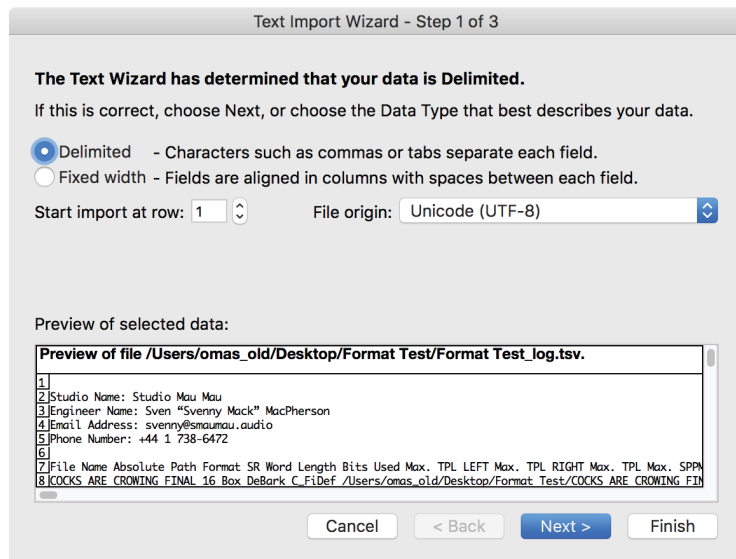 Text Import Wizard - Step 1 of 3
The Text Wizard has determined that your data is Delimited.
If this is correct, choose Next, or choose the Data Type that best describes your data.
Delimited - Characters such as commas or tabs separate each field.
Fixed width - Fields are aligned in columns with spaces between each field.
Start import at row: 1 File origin: Unicode (UTF-8)
Preview of selected data:
Preview of file /Users/omas_old/Desktop/Format Test/Format Test_log.tsv.
1
2 Studio Name: Studio Mau Mau
3 Engineer Name: Sven “Svenny Mack” MacPherson
4 Email Address: svenny@smaumau.audio
5 Phone Number: +44 1 738-6472
6
7 File Name Absolute Path Format SR Word Length Bits Used Max. TPL LEFT Max. TPL RIGHT Max. TPL Max. SPPM
8 COCKS ARE CROWING FINAL 16 Box DeBark C_FiDef /Users/omas_old/Desktop/Format Test/COCKS ARE CROWING FIN
Cancel < Back Next > Finish